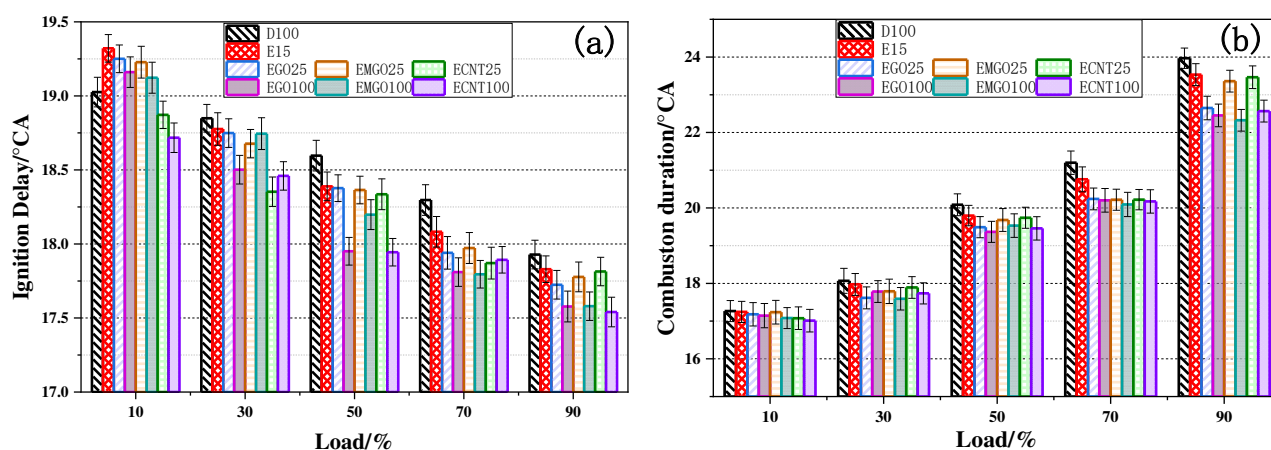 (a)
D100
E15
EGO25 EMGO25 ECNT25
EGO100 EMGO100 ECNT100
Ignition Delay/°CA
19.5
19.0
18.5
18.0
17.5
17.0
10 30 50 70 90
Load/%
(b)
D100
E15
EGO25 EMGO25 ECNT25
EGO100 EMGO100 ECNT100
Combuston duration/°CA
24
22
20
18
16
10 30 50 70 90
Load/%